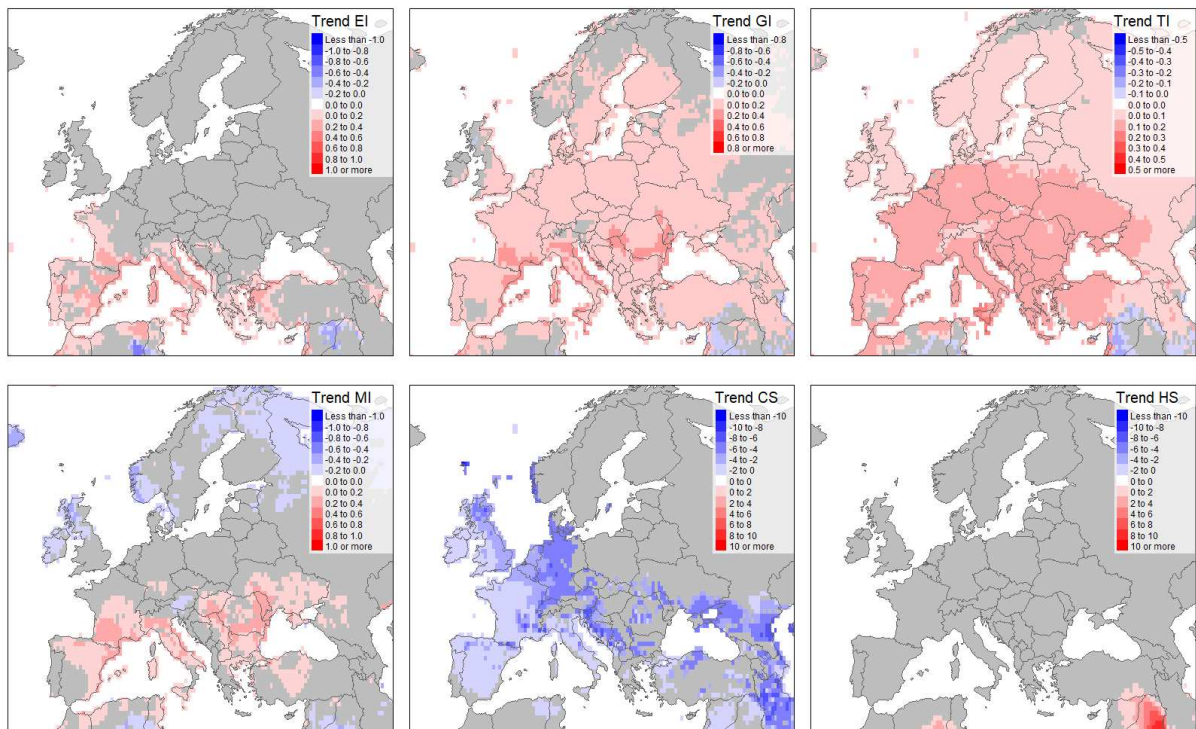 Trend EI
Less than -1.0
-1.0 to -0.8
-0.8 to -0.6
-0.6 to -0.4
-0.4 to -0.2
-0.2 to 0.0
0.0 to 0.0
0.0 to 0.2
0.2 to 0.4
0.4 to 0.6
0.6 to 0.8
0.8 to 1.0
1.0 or more
Trend GI
Less than -0.8
-0.8 to -0.6
-0.6 to -0.4
-0.4 to -0.2
-0.2 to 0.0
0.0 to 0.0
0.0 to 0.2
0.2 to 0.4
0.4 to 0.6
0.6 to 0.8
0.8 or more
Trend TI
Less than -0.5
-0.5 to -0.4
-0.4 to -0.3
-0.3 to -0.2
-0.2 to -0.1
-0.1 to 0.0
0.0 to 0.0
0.0 to 0.1
0.1 to 0.2
0.2 to 0.3
0.3 to 0.4
0.4 to 0.5
0.5 or more
Trend MI
Less than -1.0
-1.0 to -0.8
-0.8 to -0.6
-0.6 to -0.4
-0.4 to -0.2
-0.2 to 0.0
0.0 to 0.0
0.0 to 0.2
0.2 to 0.4
0.4 to 0.6
0.6 to 0.8
0.8 to 1.0
1.0 or more
Trend CS
Less than -10
-10 to -8
-8 to -6
-6 to -4
-4 to -2
-2 to 0
0 to 0
0 to 2
2 to 4
4 to 6
6 to 8
8 to 10
10 or more
Trend HS
Less than -10
-10 to -8
-8 to -6
-6 to -4
-4 to -2
-2 to 0
0 to 0
0 to 2
2 to 4
4 to 6
6 to 8
8 to 10
10 or more